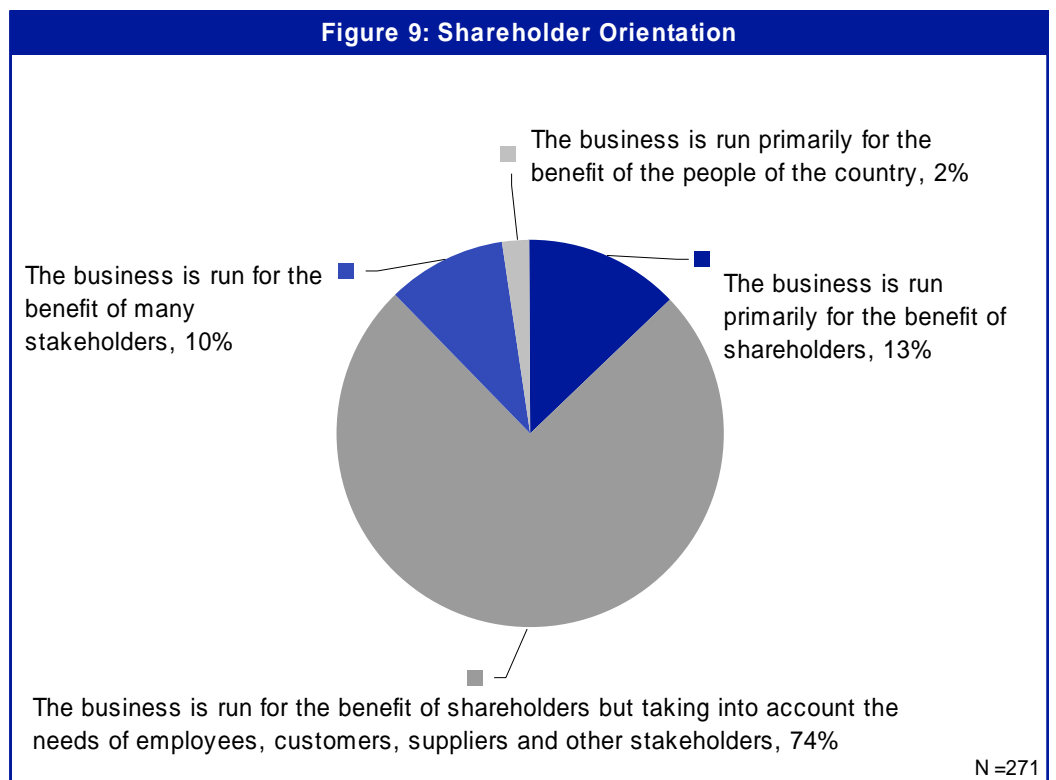 Figure 9: Shareholder Orientation
The business is run primarily for the
benefit of the people of the country, 2%
The business is run for the
benefit of many
stakeholders, 10%
The business is run
primarily for the benefit of
shareholders, 13%
The business is run for the benefit of shareholders but taking into account the
needs of employees, customers, suppliers and other stakeholders, 74%
N =271